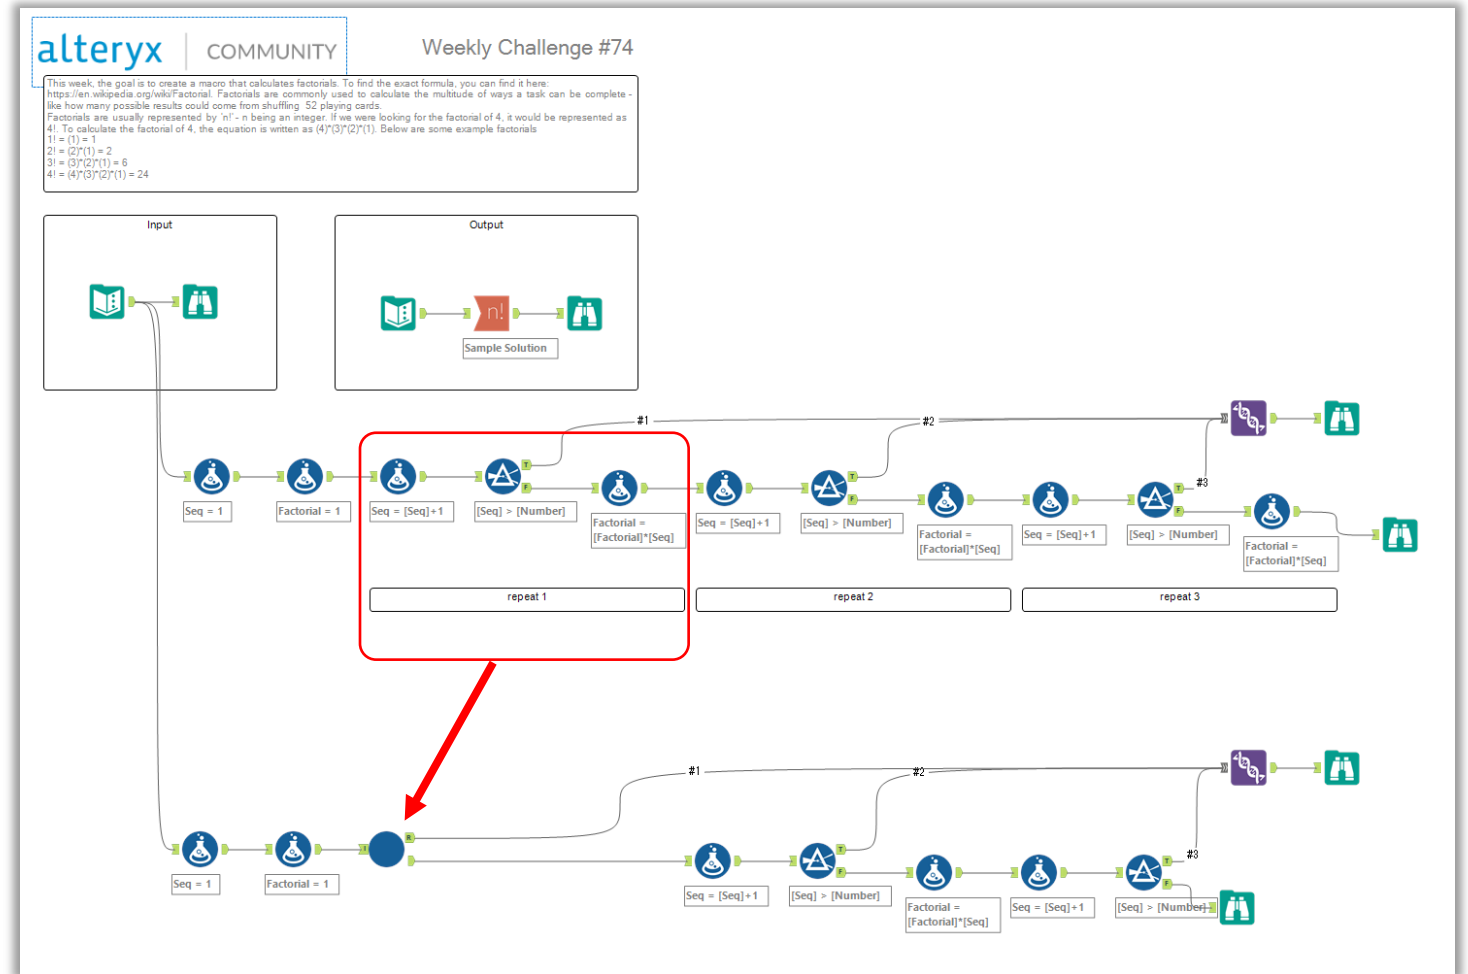 alteryx COMMUNITY
Weekly Challenge #74
This week, the goal is to create a macro that calculates factorials. To find the exact formula, you can find it here:
https://en.wikipedia.org/wiki/Factorial. Factorials are commonly used to calculate the multitude of ways a task can be complete -
like how many possible results could come from shuffling 52 playing cards.
Factorials are usually represented by `n!`- n being an integer. If we were looking for the factorial of 4, it would be represented as
4!. To calculate the factorial of 4, the equation is written as (4)*(3)*(2)*(1). Below are some example factorials
1! = (1) = 1
2! = (2)*(1) = 2
3! = (3)*(2)*(1) = 6
4! = (4)*(3)*(2)*(1) = 24
Input
Output
n!
Sample Solution
#1
#2
T
F
T
F
T
F
#3
Seq = 1
Factorial = 1
Seq = [Seq]+1
[Seq] > [Number]
Factorial =
[Factorial]*[Seq]
Seq = [Seq]+1
[Seq] > [Number]
Factorial =
[Factorial]*[Seq]
Seq = [Seq]+1
[Seq] > [Number]
Factorial =
[Factorial]*[Seq]
repeat 1
repeat 2
repeat 3
#1
#2
R
I
T
F
T
F
#3
Seq = 1
Factorial = 1
Seq = [Seq]+1
[Seq] > [Number]
Factorial =
[Factorial]*[Seq]
Seq = [Seq]+1
[Seq] > [Number]